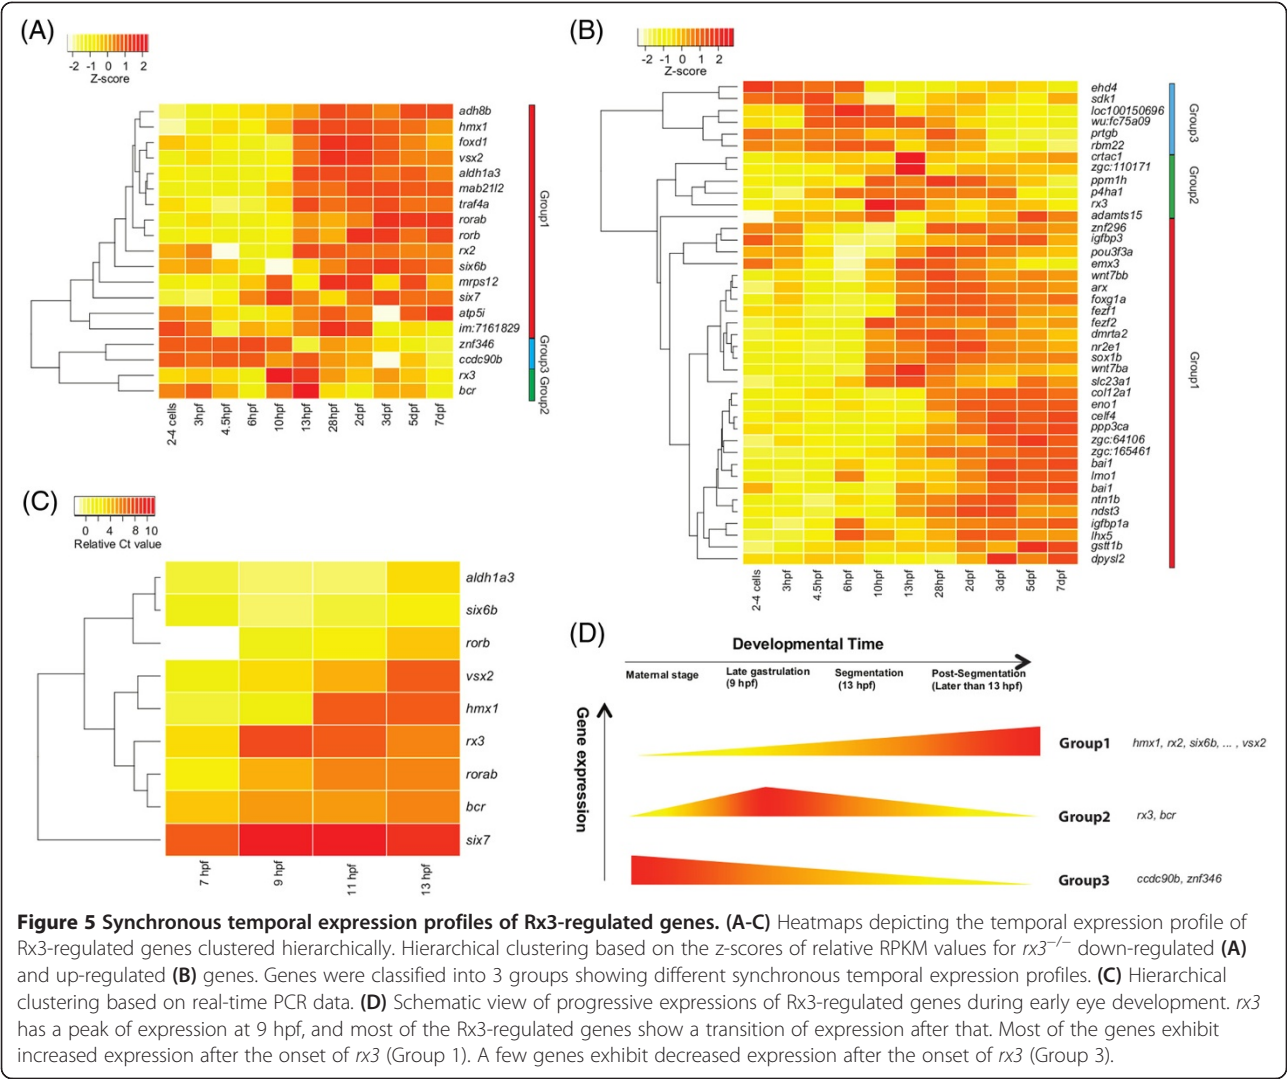 (A)
-2 -1 0 1 2
Z-score
adh8b
hmx1
foxd1
vsx2
aldh1a3
mab21l2
traf4a
rorab
rorb
rx2
six6b
mrps12
six7
atp5i
im:7161829
znf346
ccdc90b
rx3
bcr
Group1
Group3
Group2
2-4 cells
3hpf
4.5hpf
6hpf
10hpf
13hpf
28hpf
2dpf
3dpf
5dpf
7dpf
(B)
-2 -1 0 1 2
Z-score
ehd4
sdk1
loc100150696
wu:fc75a09
prtgb
rbm22
crtac1
zgc:110171
ppm1h
p4ha1
rx3
adamts15
znf296
igfbp3
pou3f3a
emx3
wnt7bb
arx
foxg1a
fezf1
fezf2
dmrta2
nr2e1
sox1b
wnt7ba
slc23a1
col12a1
eno1
celf4
ppp3ca
zgc:64106
zgc:165461
bai1
lmo1
bai1
ntn1b
ndst3
igfbp1a
lhx5
gstt1b
dpysl2
Group3
Group2
Group1
2-4 cells
3hpf
4.5hpf
6hpf
10hpf
13hpf
28hpf
2dpf
3dpf
5dpf
7dpf
(C)
0 4 8 10
Relative Ct value
aldh1a3
six6b
rorb
vsx2
hmx1
rx3
rorab
bcr
six7
7 hpf
9 hpf
11 hpf
13 hpf
(D)
Developmental Time
Maternal stage
Late gastrulation
(9 hpf)
Segmentation
(13 hpf)
Post-Segmentation
(Later than 13 hpf)
Gene expression
Group1 hmx1, rx2, six6b, ... , vsx2
Group2 rx3, bcr
Group3 ccdc90b, znf346
Figure 5 Synchronous temporal expression profiles of Rx3-regulated genes. (A-C) Heatmaps depicting the temporal expression profile of
Rx3-regulated genes clustered hierarchically. Hierarchical clustering based on the z-scores of relative RPKM values for rx3−/− down-regulated (A)
and up-regulated (B) genes. Genes were classified into 3 groups showing different synchronous temporal expression profiles. (C) Hierarchical
clustering based on real-time PCR data. (D) Schematic view of progressive expressions of Rx3-regulated genes during early eye development. rx3
has a peak of expression at 9 hpf, and most of the Rx3-regulated genes show a transition of expression after that. Most of the genes exhibit
increased expression after the onset of rx3 (Group 1). A few genes exhibit decreased expression after the onset of rx3 (Group 3).